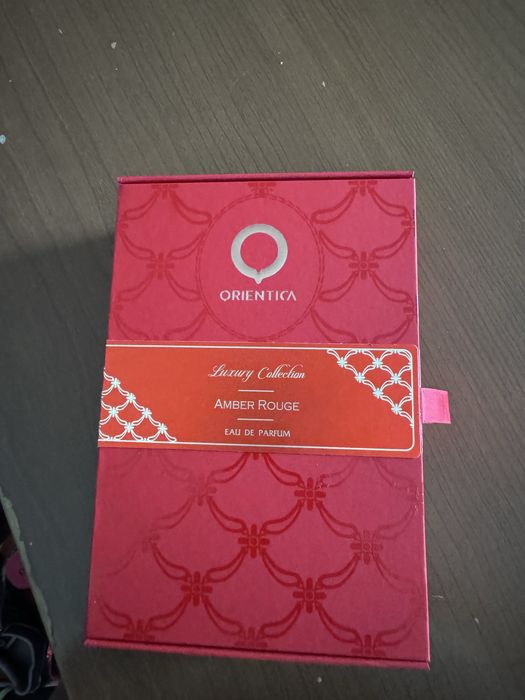 ORIENTICA
Luxury Collection
AMBER ROUGE
EAU DE PARFUM